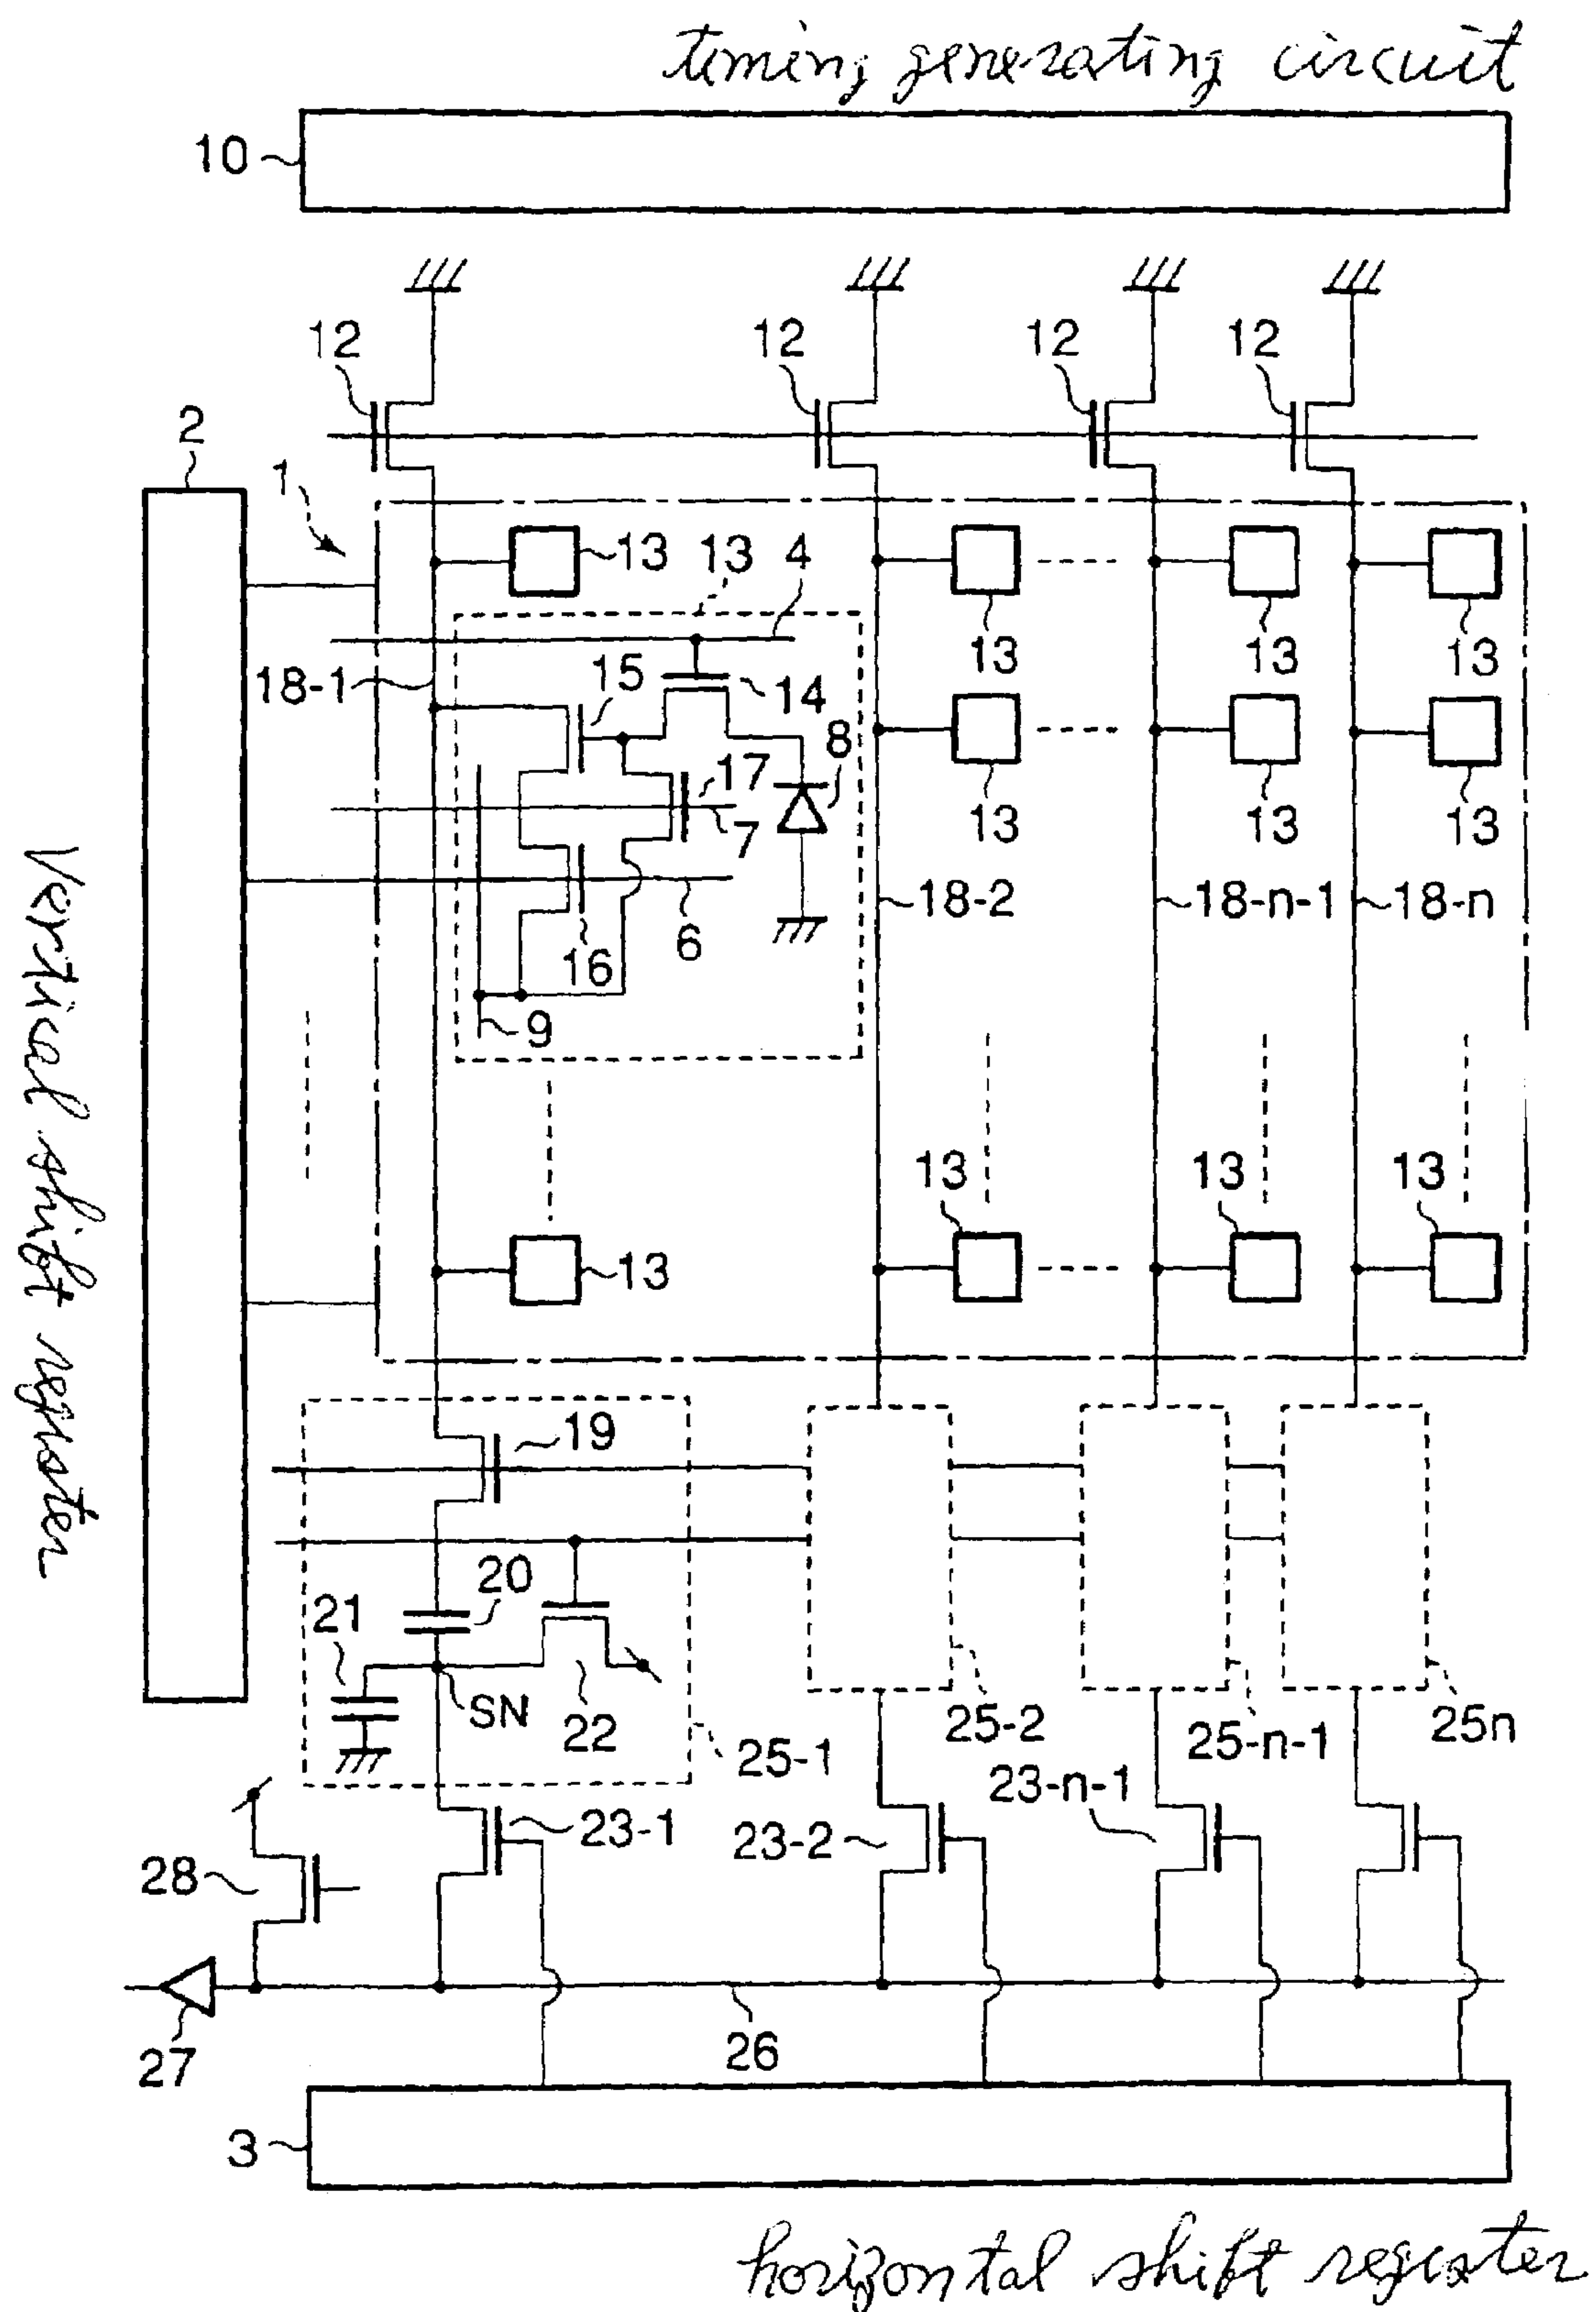 timing generating circuit
10
12 12 12 12
2
1
13 13 4
13 13 13
18-1 15 14
8
17
7
13 13 13
18-2 18-n-1 18-n
16 6
9
13 13 13
13
Vertical shift register
19
20
21
SN
22
25-1
25-2
25-n-1
25n
23-1
23-2
23-n-1
28
27
26
3
horizontal shift register